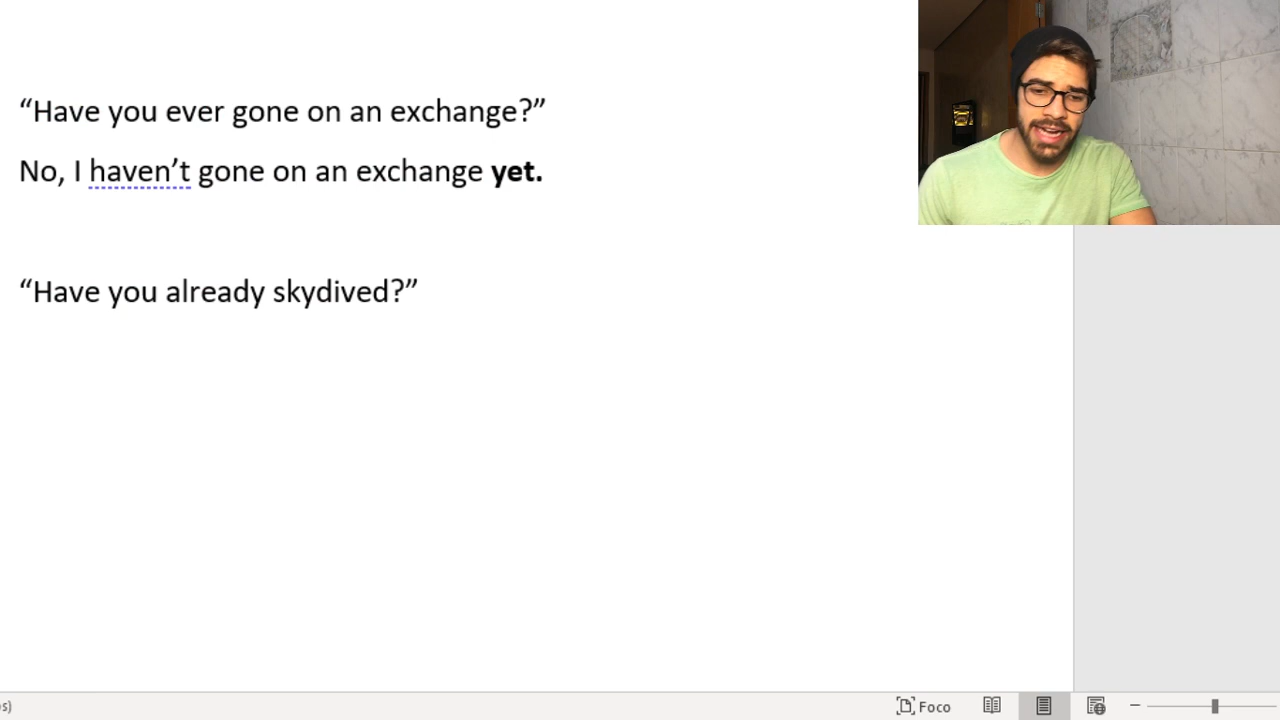 “Have you ever gone on an exchange?”
No, I haven’t gone on an exchange yet.
“Have you already skydived?”
s)
Foco